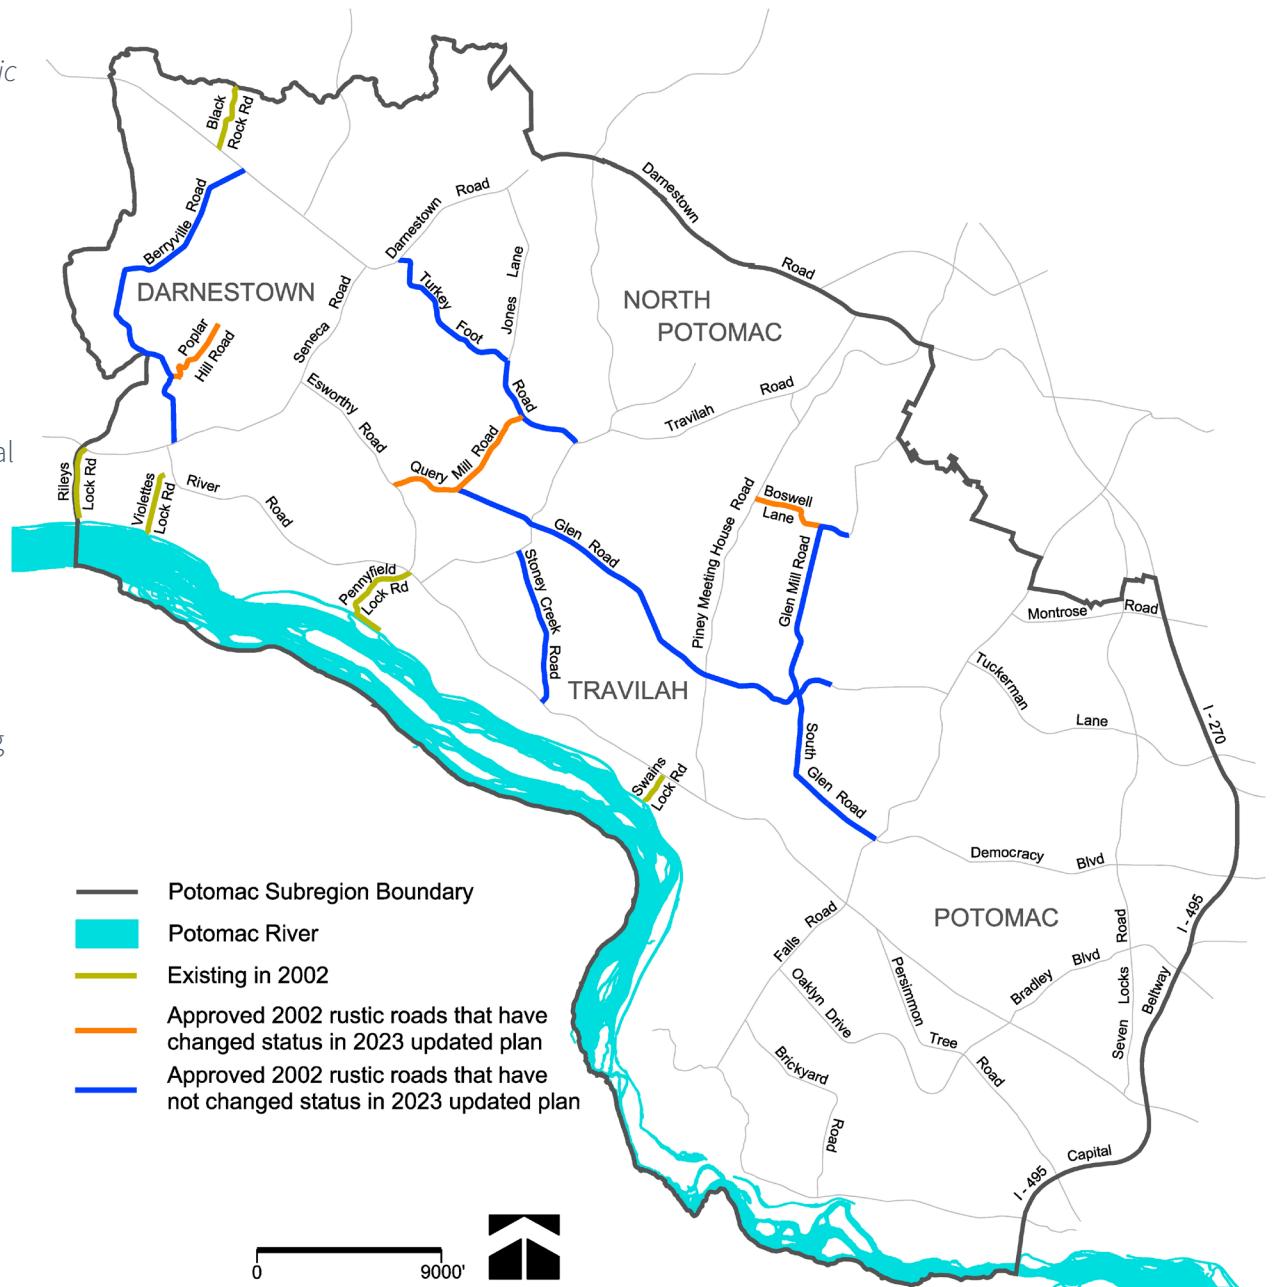 ic
al
g
Black
Rock Rd
Berryville Road
DARNESTOWN
Poplar
Hill Road
Seneca Road
Esworthy
Road
Darnestown Road
Turkey
Foot
Road
Jones Lane
Darnestown
Road
NORTH
POTOMAC
Travilah Road
Query Mill Road
Rileys
Lock Rd
Violettes
Lock Rd
River
Road
Pennyfield
Lock Rd
Glen Road
Stoney Creek
Road
TRAVILAH
Piney Meeting House Road
Boswell
Lane
Glen Mill Road
South
Glen Road
Swains
Lock Rd
Montrose Road
Tuckerman
Lane
I - 270
Democracy Blvd
POTOMAC
I - 495
Falls Road
Oaklyn Drive
Persimmon
Tree
Road
Bradley Blvd
Seven Locks Road
Beltway
Brickyard
Road
Capital
I - 495
Potomac Subregion Boundary
Potomac River
Existing in 2002
Approved 2002 rustic roads that have
changed status in 2023 updated plan
Approved 2002 rustic roads that have
not changed status in 2023 updated plan
0 9000'